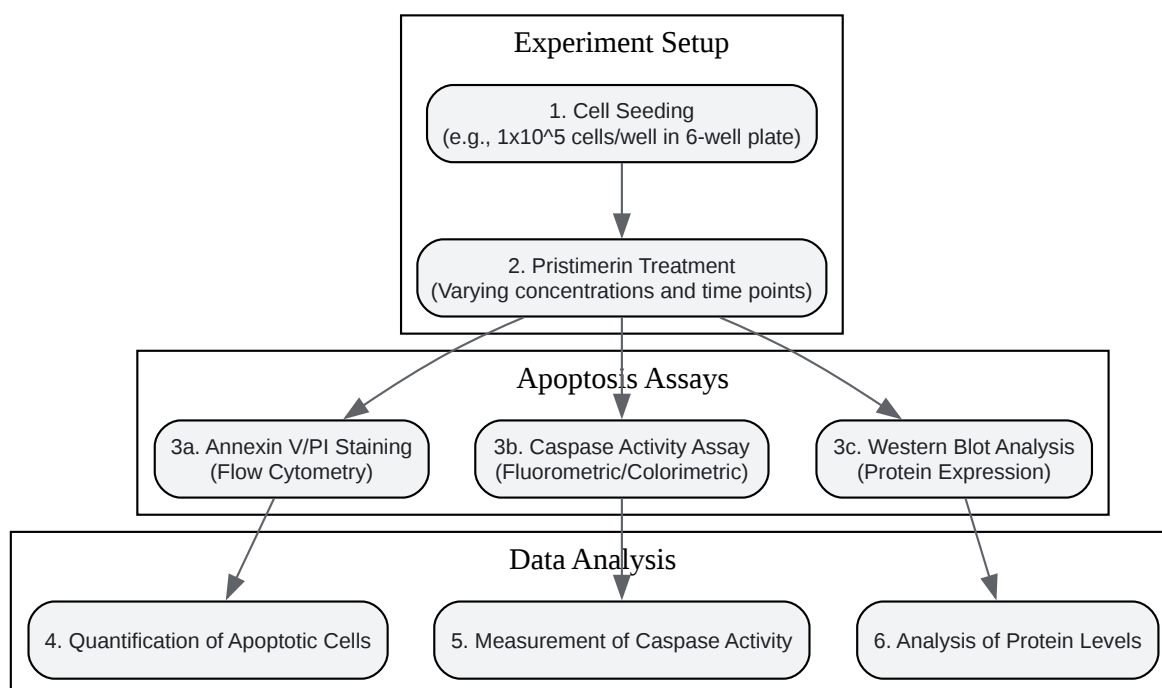 Experiment Setup
1. Cell Seeding
(e.g., 1x10^5 cells/well in 6-well plate)
2. Pristimerin Treatment
(Varying concentrations and time points)
Apoptosis Assays
3a. Annexin V/PI Staining
(Flow Cytometry)
3b. Caspase Activity Assay
(Fluorometric/Colorimetric)
3c. Western Blot Analysis
(Protein Expression)
Data Analysis
4. Quantification of Apoptotic Cells
5. Measurement of Caspase Activity
6. Analysis of Protein Levels